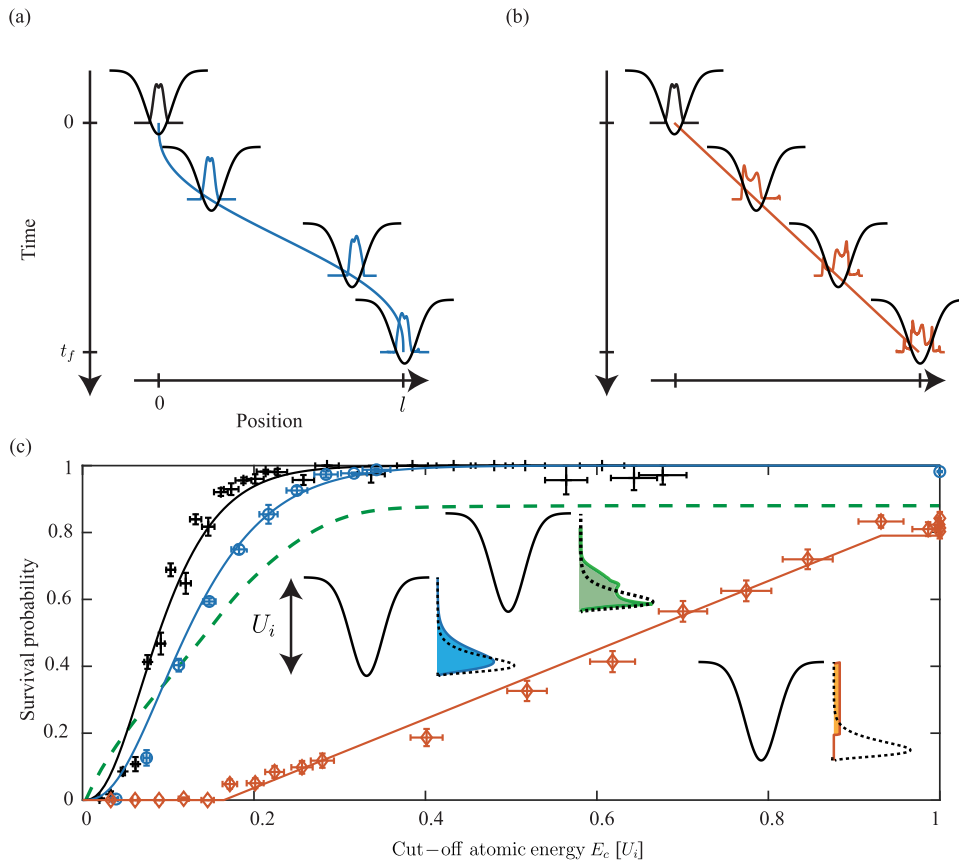 (a)
(b)
0
Time
t_f
0
Position
l
(c)
1
0.8
0.6
0.4
0.2
0
Survival probability
U_i
0
0.2
0.4
0.6
0.8
1
Cut−off atomic energy E_c [U_i]